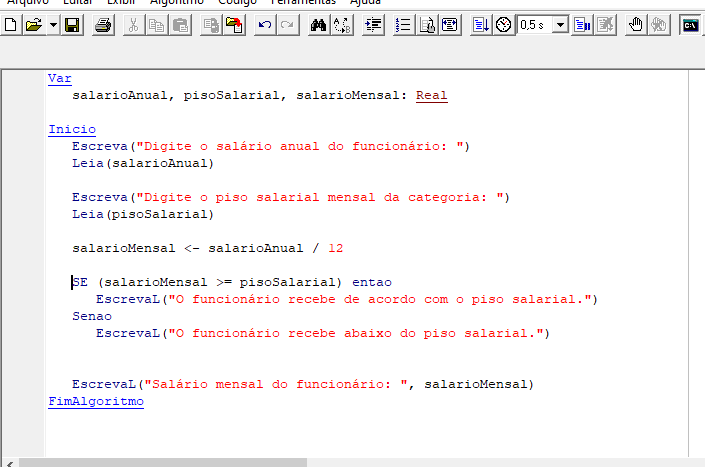 Arquivo Editar Exibir Algoritmo Código Ferramentas Ajuda
0,5 s
Var
salarioAnual, pisoSalarial, salarioMensal: Real
Inicio
Escreva("Digite o salário anual do funcionário: ")
Leia(salarioAnual)
Escreva("Digite o piso salarial mensal da categoria: ")
Leia(pisoSalarial)
salarioMensal <- salarioAnual / 12
SE (salarioMensal >= pisoSalarial) entao
EscrevaL("O funcionário recebe de acordo com o piso salarial.")
Senao
EscrevaL("O funcionário recebe abaixo do piso salarial.")
EscrevaL("Salário mensal do funcionário: ", salarioMensal)
FimAlgoritmo